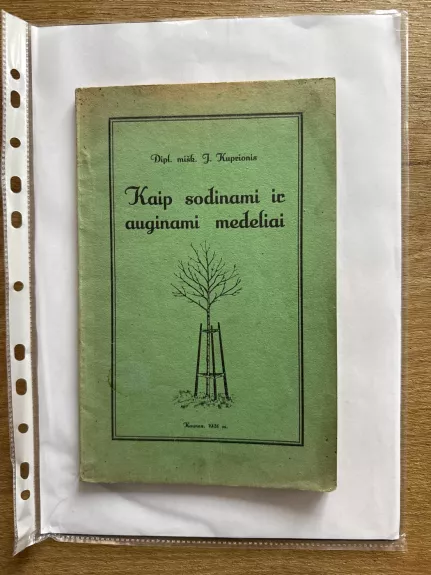 Dipl. mišk. J. Kuprionis
Kaip sodinami ir
auginami medeliai
Kaunas, m.